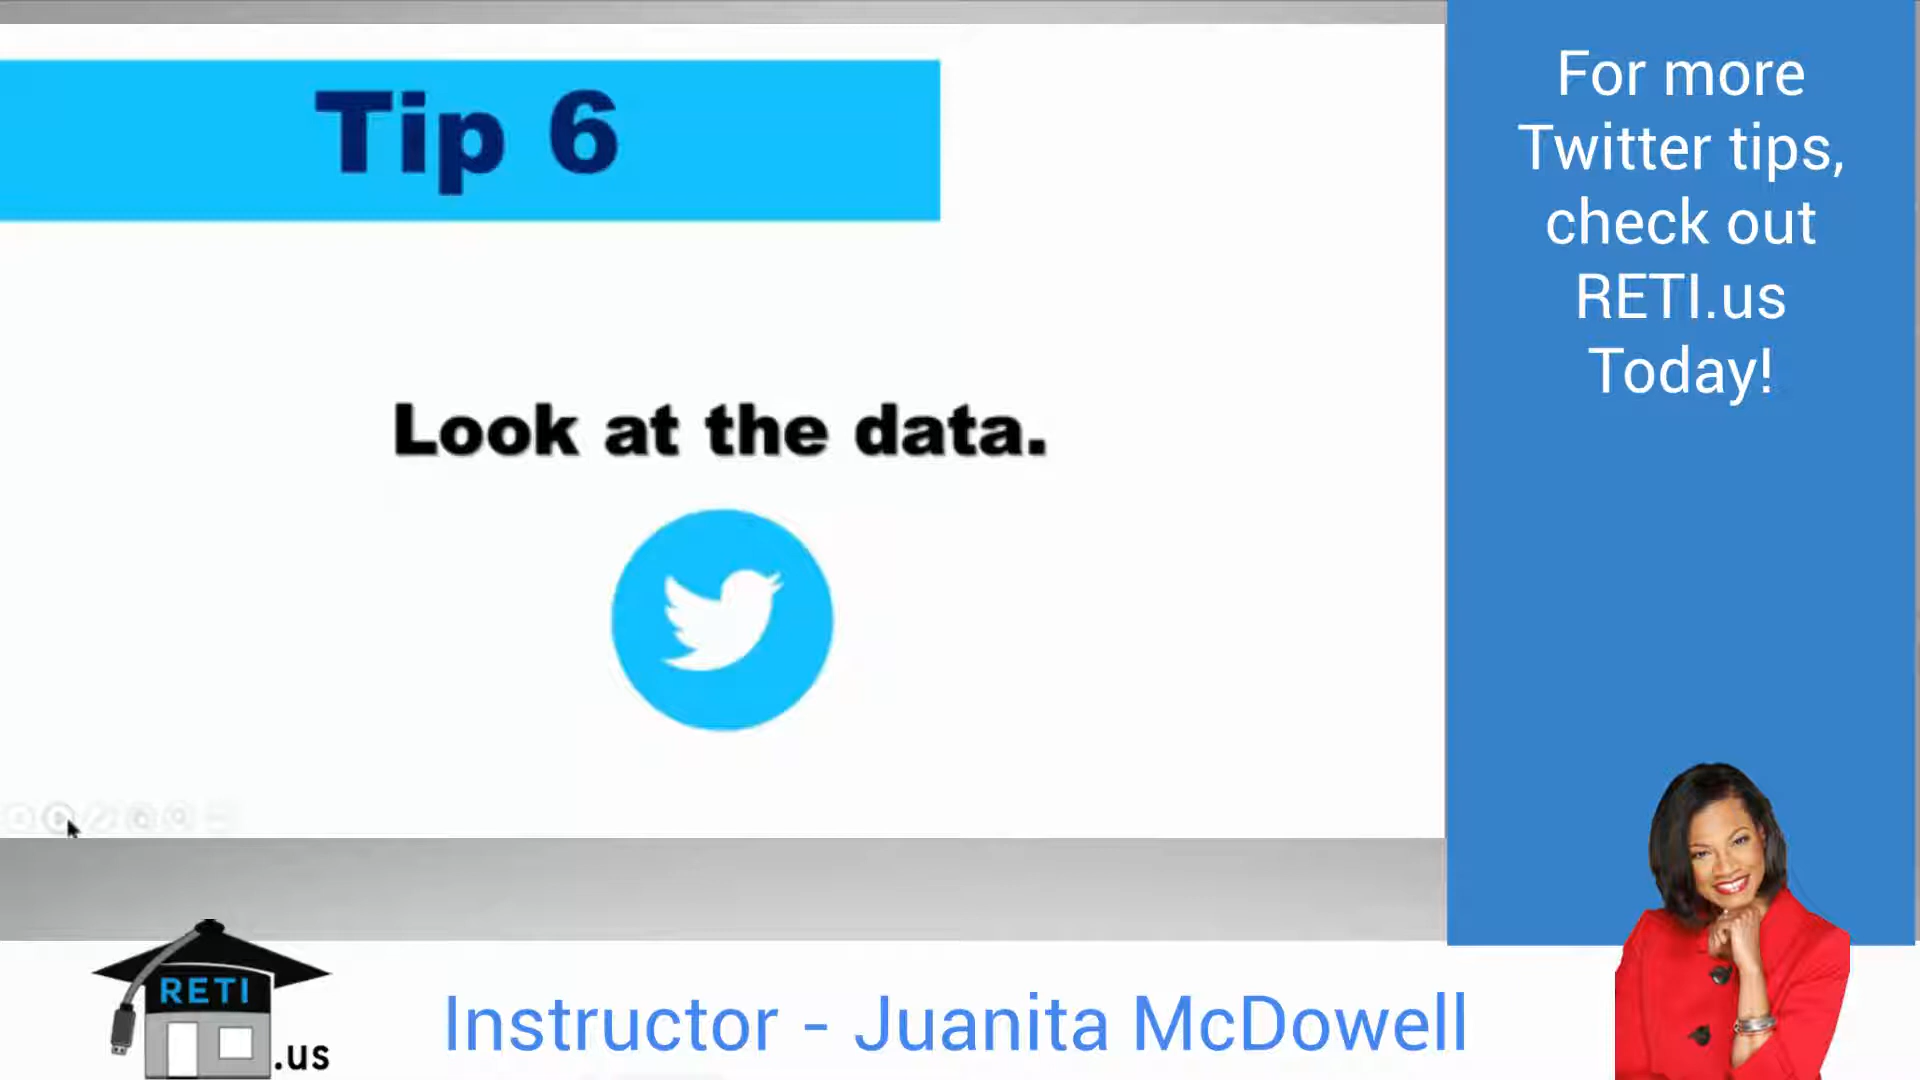 Tip 6
Look at the data.
For more
Twitter tips,
check out
RETI.us
Today!
RETI
.us
Instructor - Juanita McDowell